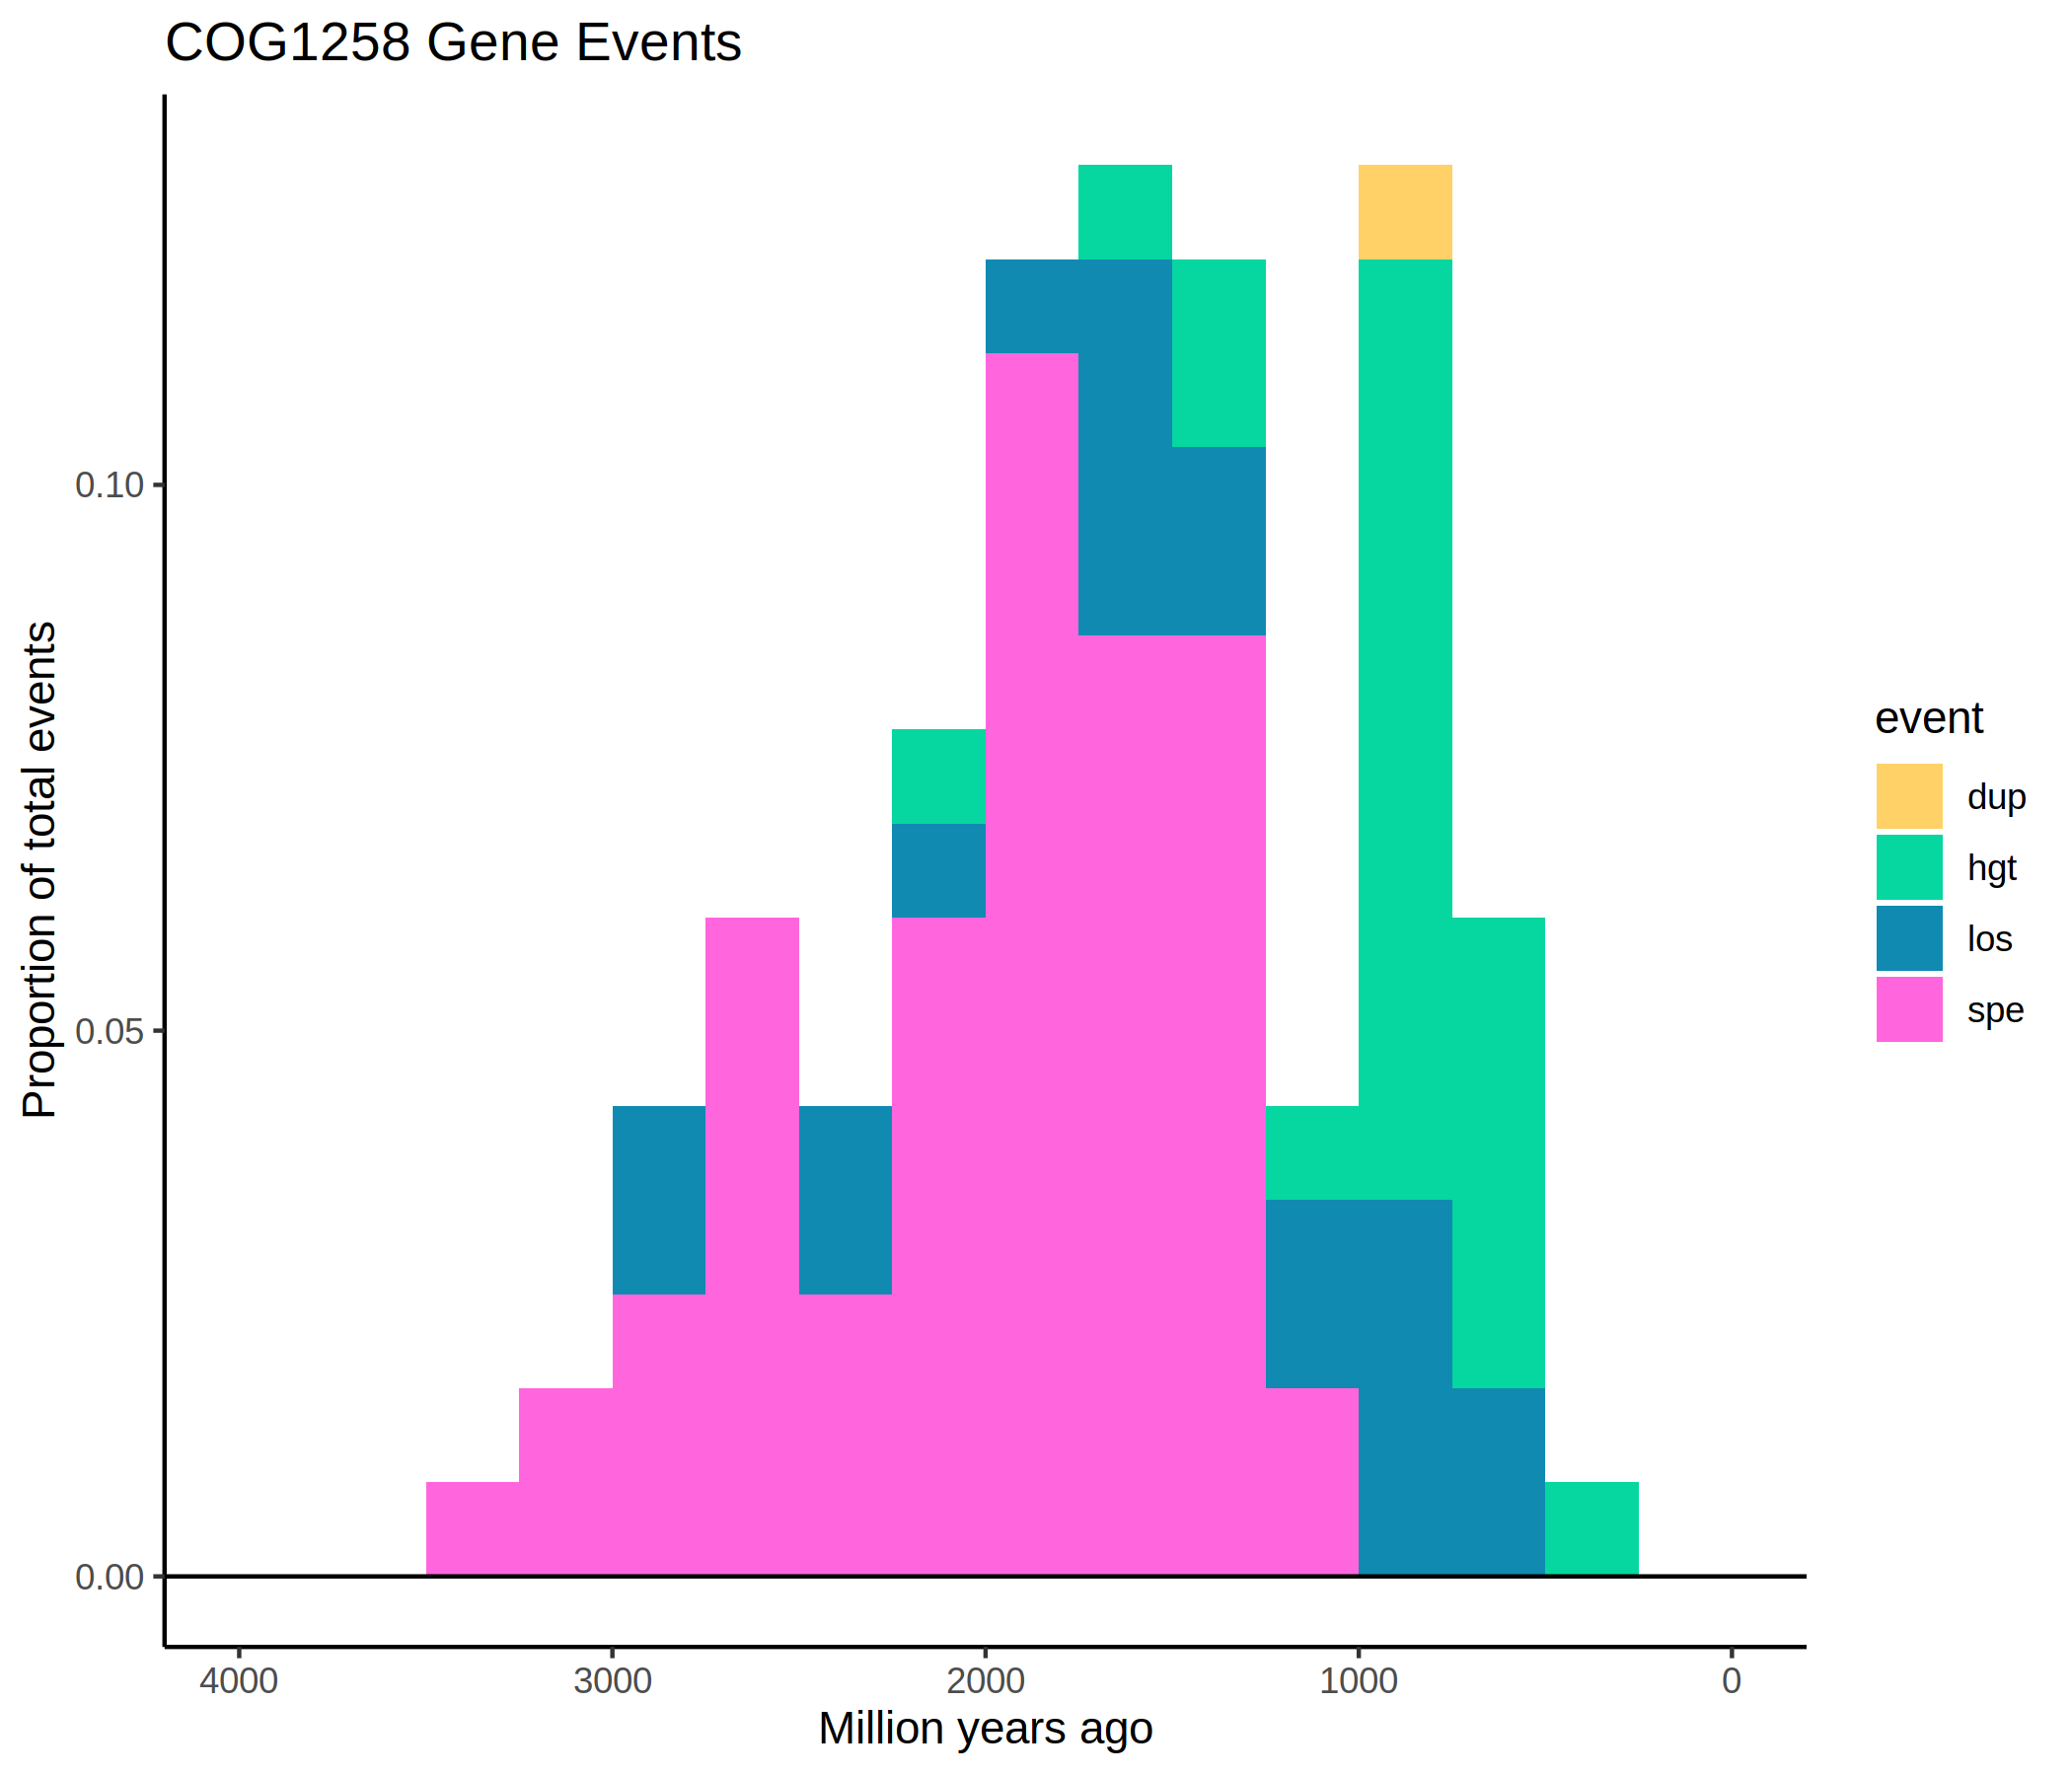 COG1258 Gene Events
Proportion of total events
0.10
0.05
0.00
4000 3000 2000 1000 0
Million years ago
event
dup
hgt
los
spe